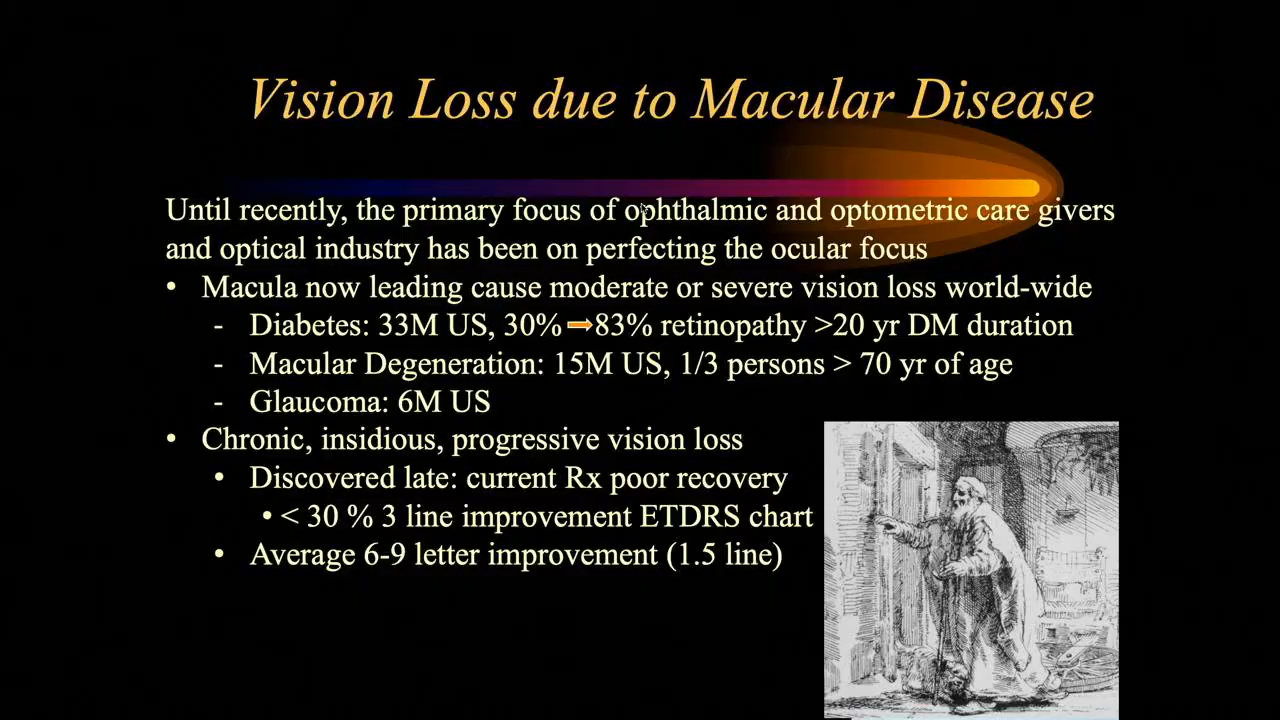 Vision Loss due to Macular Disease
Until recently, the primary focus of ophthalmic and optometric care givers
and optical industry has been on perfecting the ocular focus
• Macula now leading cause moderate or severe vision loss world-wide
- Diabetes: 33M US, 30% ➡ 83% retinopathy >20 yr DM duration
- Macular Degeneration: 15M US, 1/3 persons > 70 yr of age
- Glaucoma: 6M US
• Chronic, insidious, progressive vision loss
• Discovered late: current Rx poor recovery
• < 30 % 3 line improvement ETDRS chart
• Average 6-9 letter improvement (1.5 line)